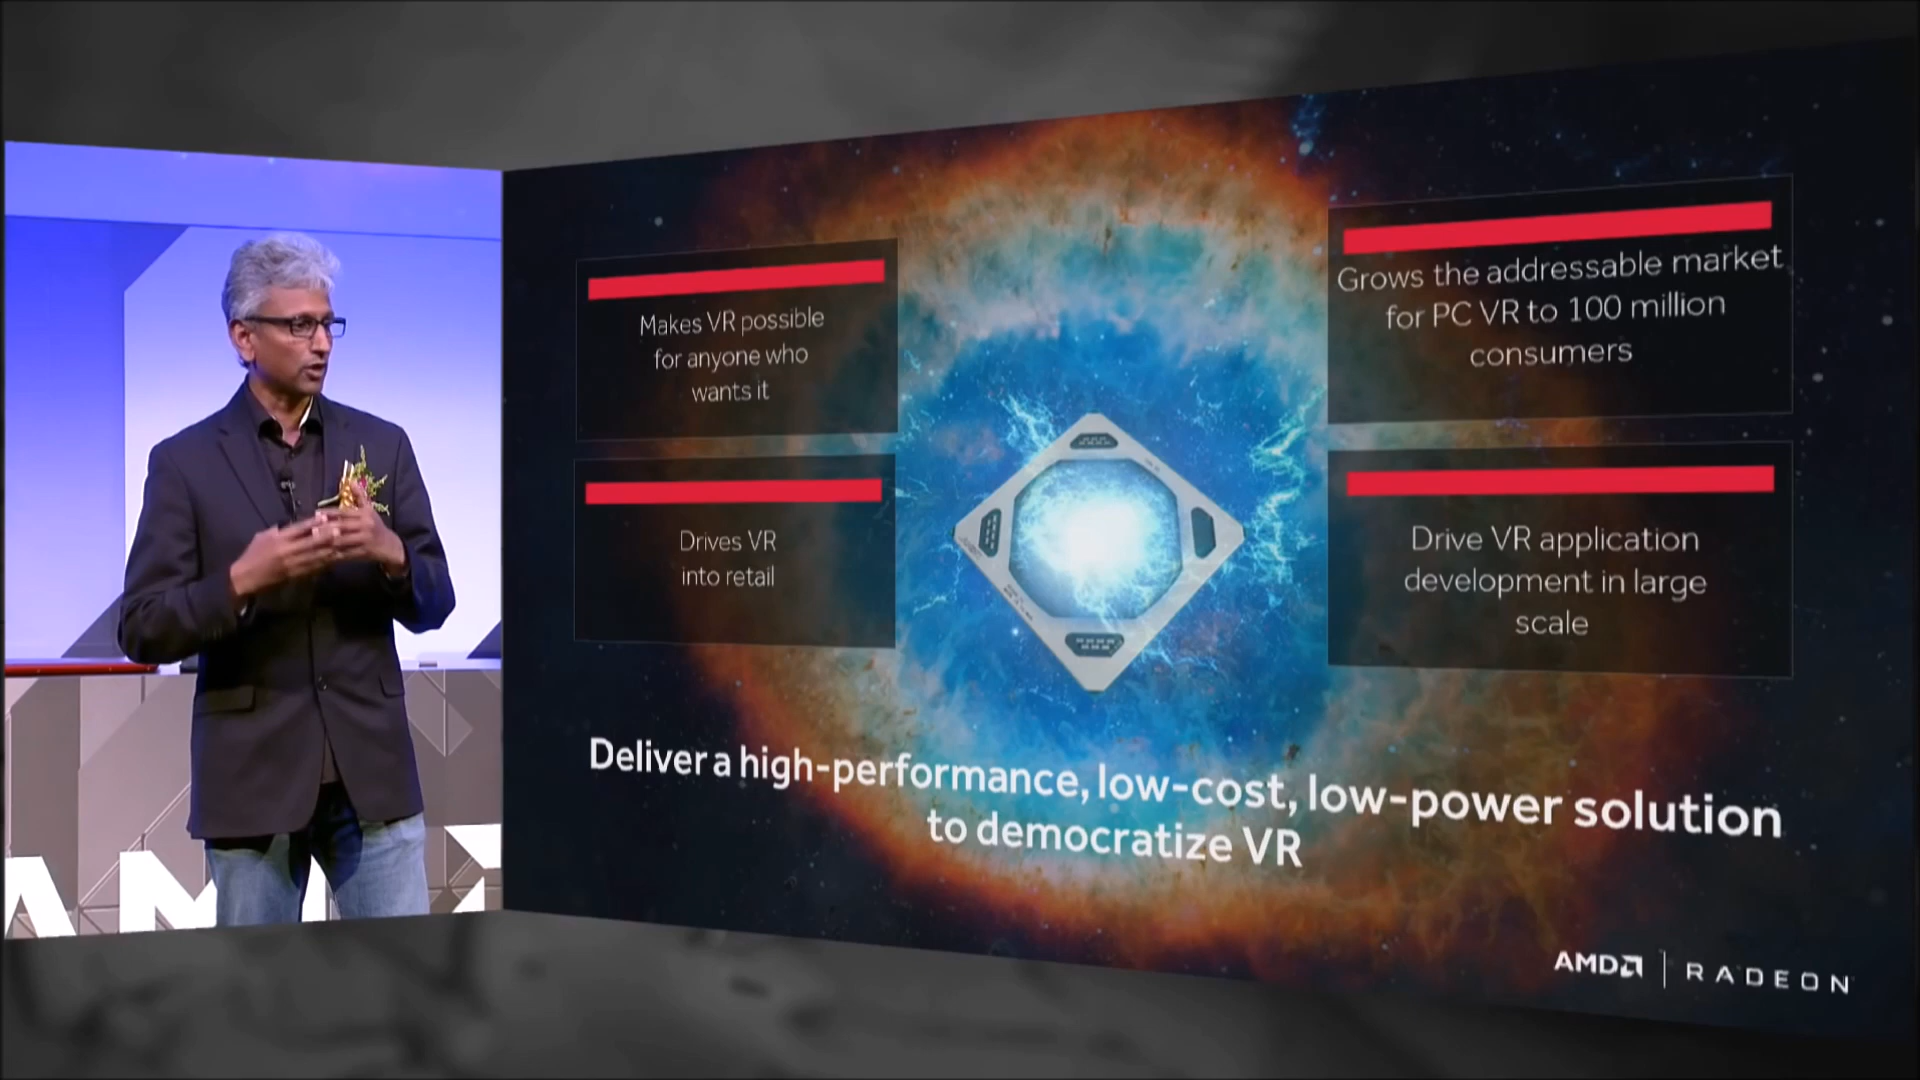 Makes VR possible
for anyone who
wants it
Grows the addressable market
for PC VR to 100 million
consumers
Drives VR
into retail
Drive VR application
development in large
scale
Deliver a high-performance, low-cost, low-power solution
to democratize VR
AMD
RADEON
AM